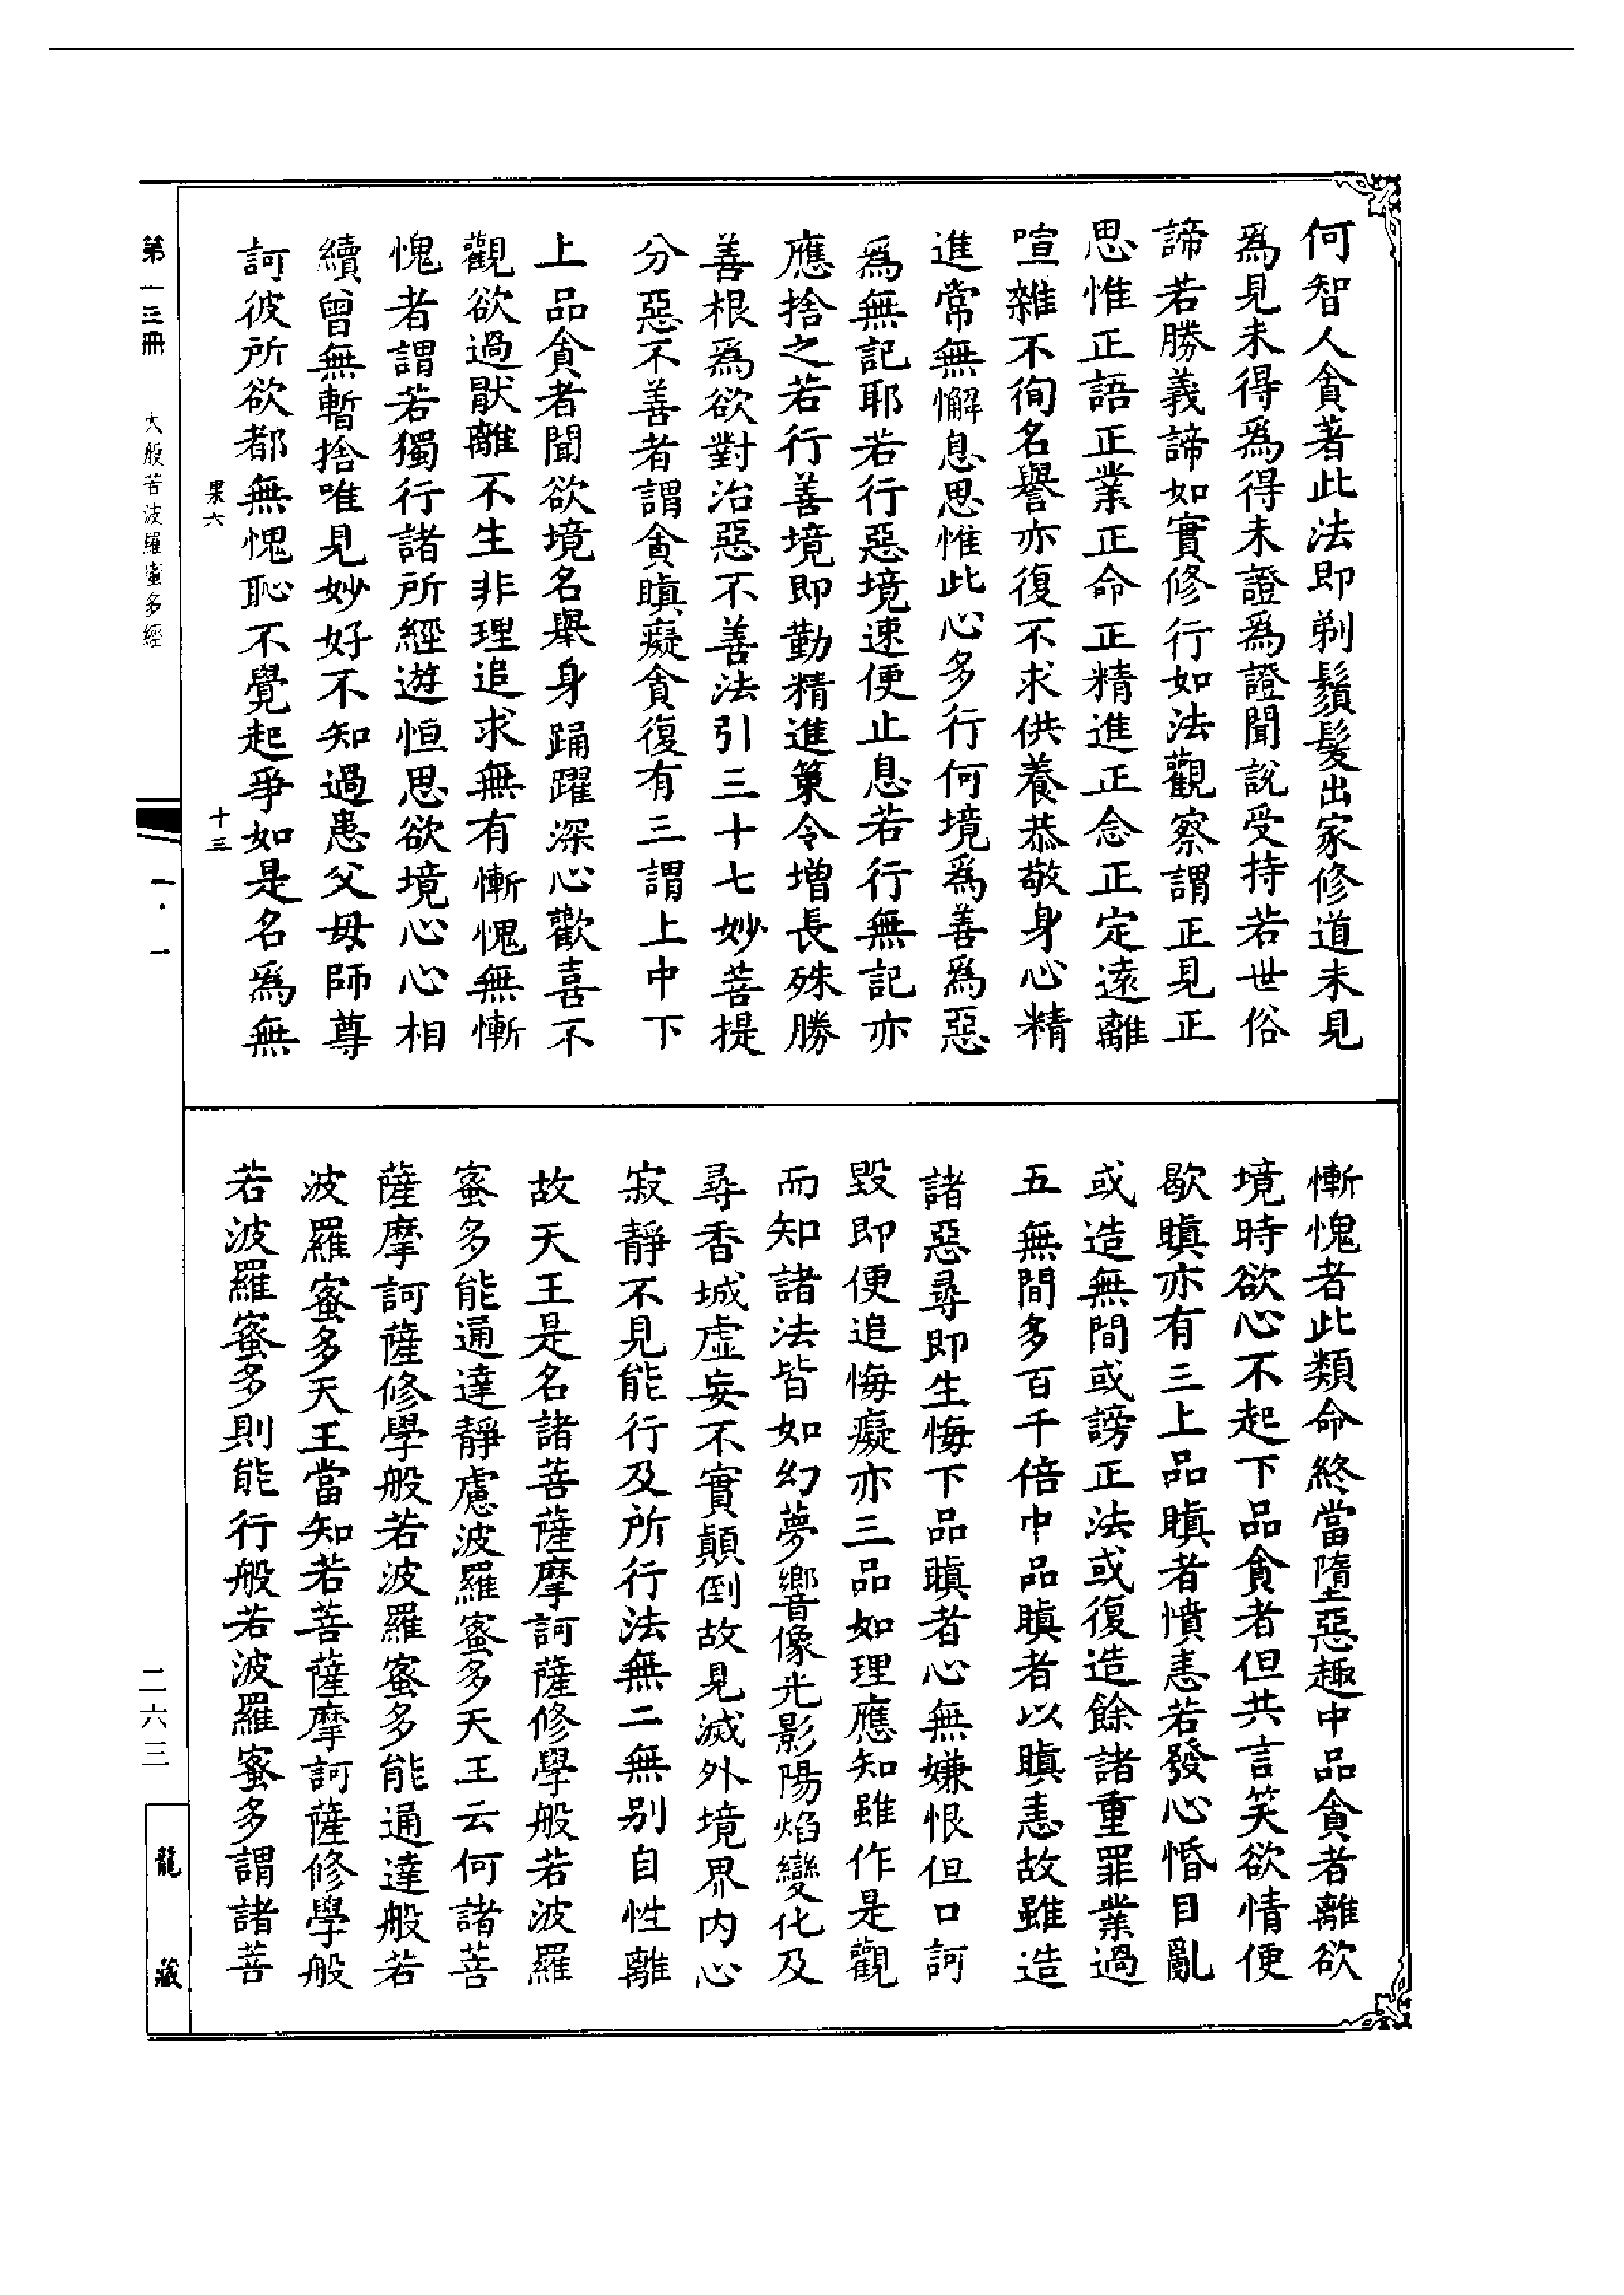 何智人貪著此法即剃鬚髮出家修道未見
爲見未得爲得未證爲證聞說受持若世俗
諦若勝義諦如實修行如法觀察謂正見正
思惟正語正業正命正精進正念正定遠離
喧雜不徇名譽亦復不求供養恭敬身心精
進常無懈息思惟此心多行何境爲善爲惡
爲無記耶若行惡境速便止息若行無記亦
應捨之若行善境即勤精進策令增長殊勝
善根爲欲對治惡不善法引三十七妙菩提
分惡不善者謂貪瞋癡貪復有三謂上中下
上品貪者聞欲境名舉身踊躍深心歡喜不
觀欲過猒離不生非理追求無有慚愧無慚
愧者謂若獨行諸所經遊恒思欲境心心相
續曾無暫捨唯見妙好不知過患父母師尊
訶彼所欲都無愧恥不覺起爭如是名爲無
慚愧者此類命終當墮惡趣中品貪者離欲
境時欲心不起下品貪者但共言笑欲情便
歇瞋亦有三上品瞋者憤恚若發心惛目亂
或造無間或謗正法或復造餘諸重罪業過
五無間多百千倍中品瞋者以瞋恚故雖造
諸惡尋即生悔下品瞋者心無嫌恨但口訶
毀即便追悔癡亦三品如理應知雖作是觀
而知諸法皆如幻夢響像光影陽焰變化及
尋香城虛妄不實顛倒故見滅外境界內心
寂靜不見能行及所行法無二無別自性離
故天王是名諸菩薩摩訶薩修學般若波羅
蜜多能通達靜慮波羅蜜多天王云何諸菩
薩摩訶薩修學般若波羅蜜多能通達般若
波羅蜜多天王當知若菩薩摩訶薩修學般
若波羅蜜多則能行般若波羅蜜多謂諸菩
果六
十三
第一三冊
大般若波羅蜜多經
一·一
二六三
龍藏